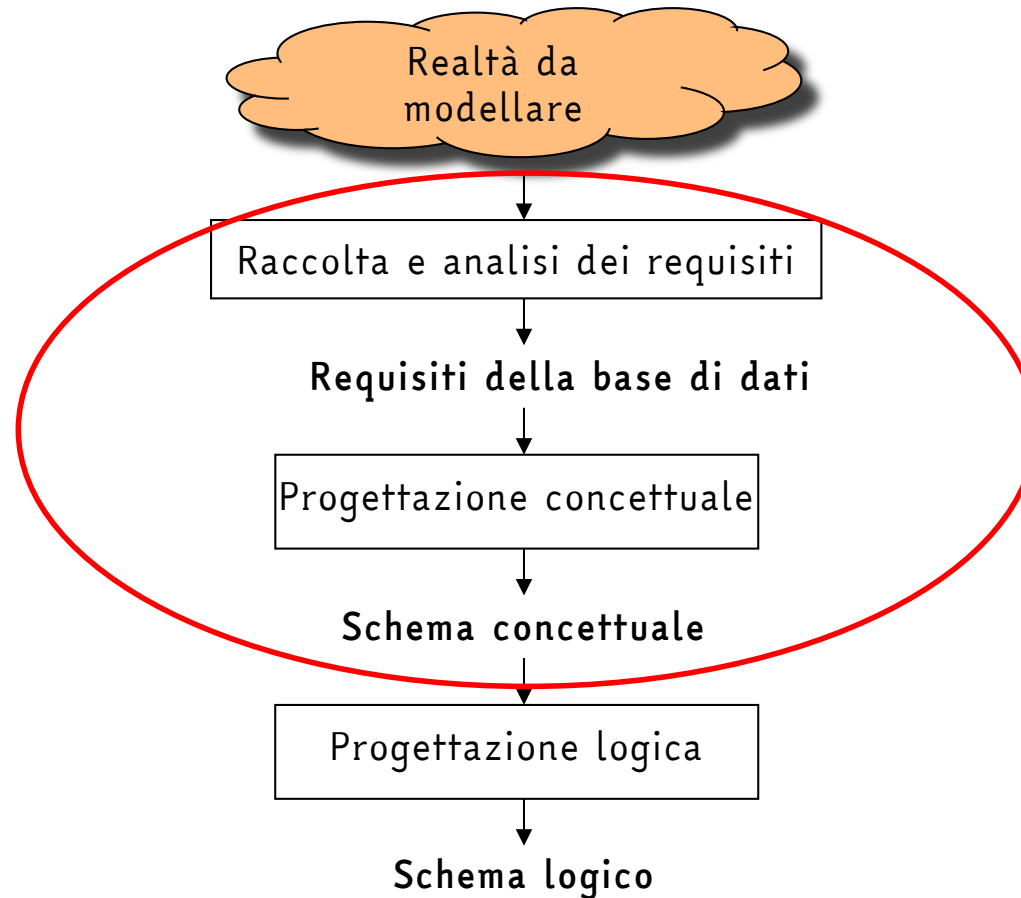 Realtà da
modellare
Raccolta e analisi dei requisiti
Requisiti della base di dati
Progettazione concettuale
Schema concettuale
Progettazione logica
Schema logico